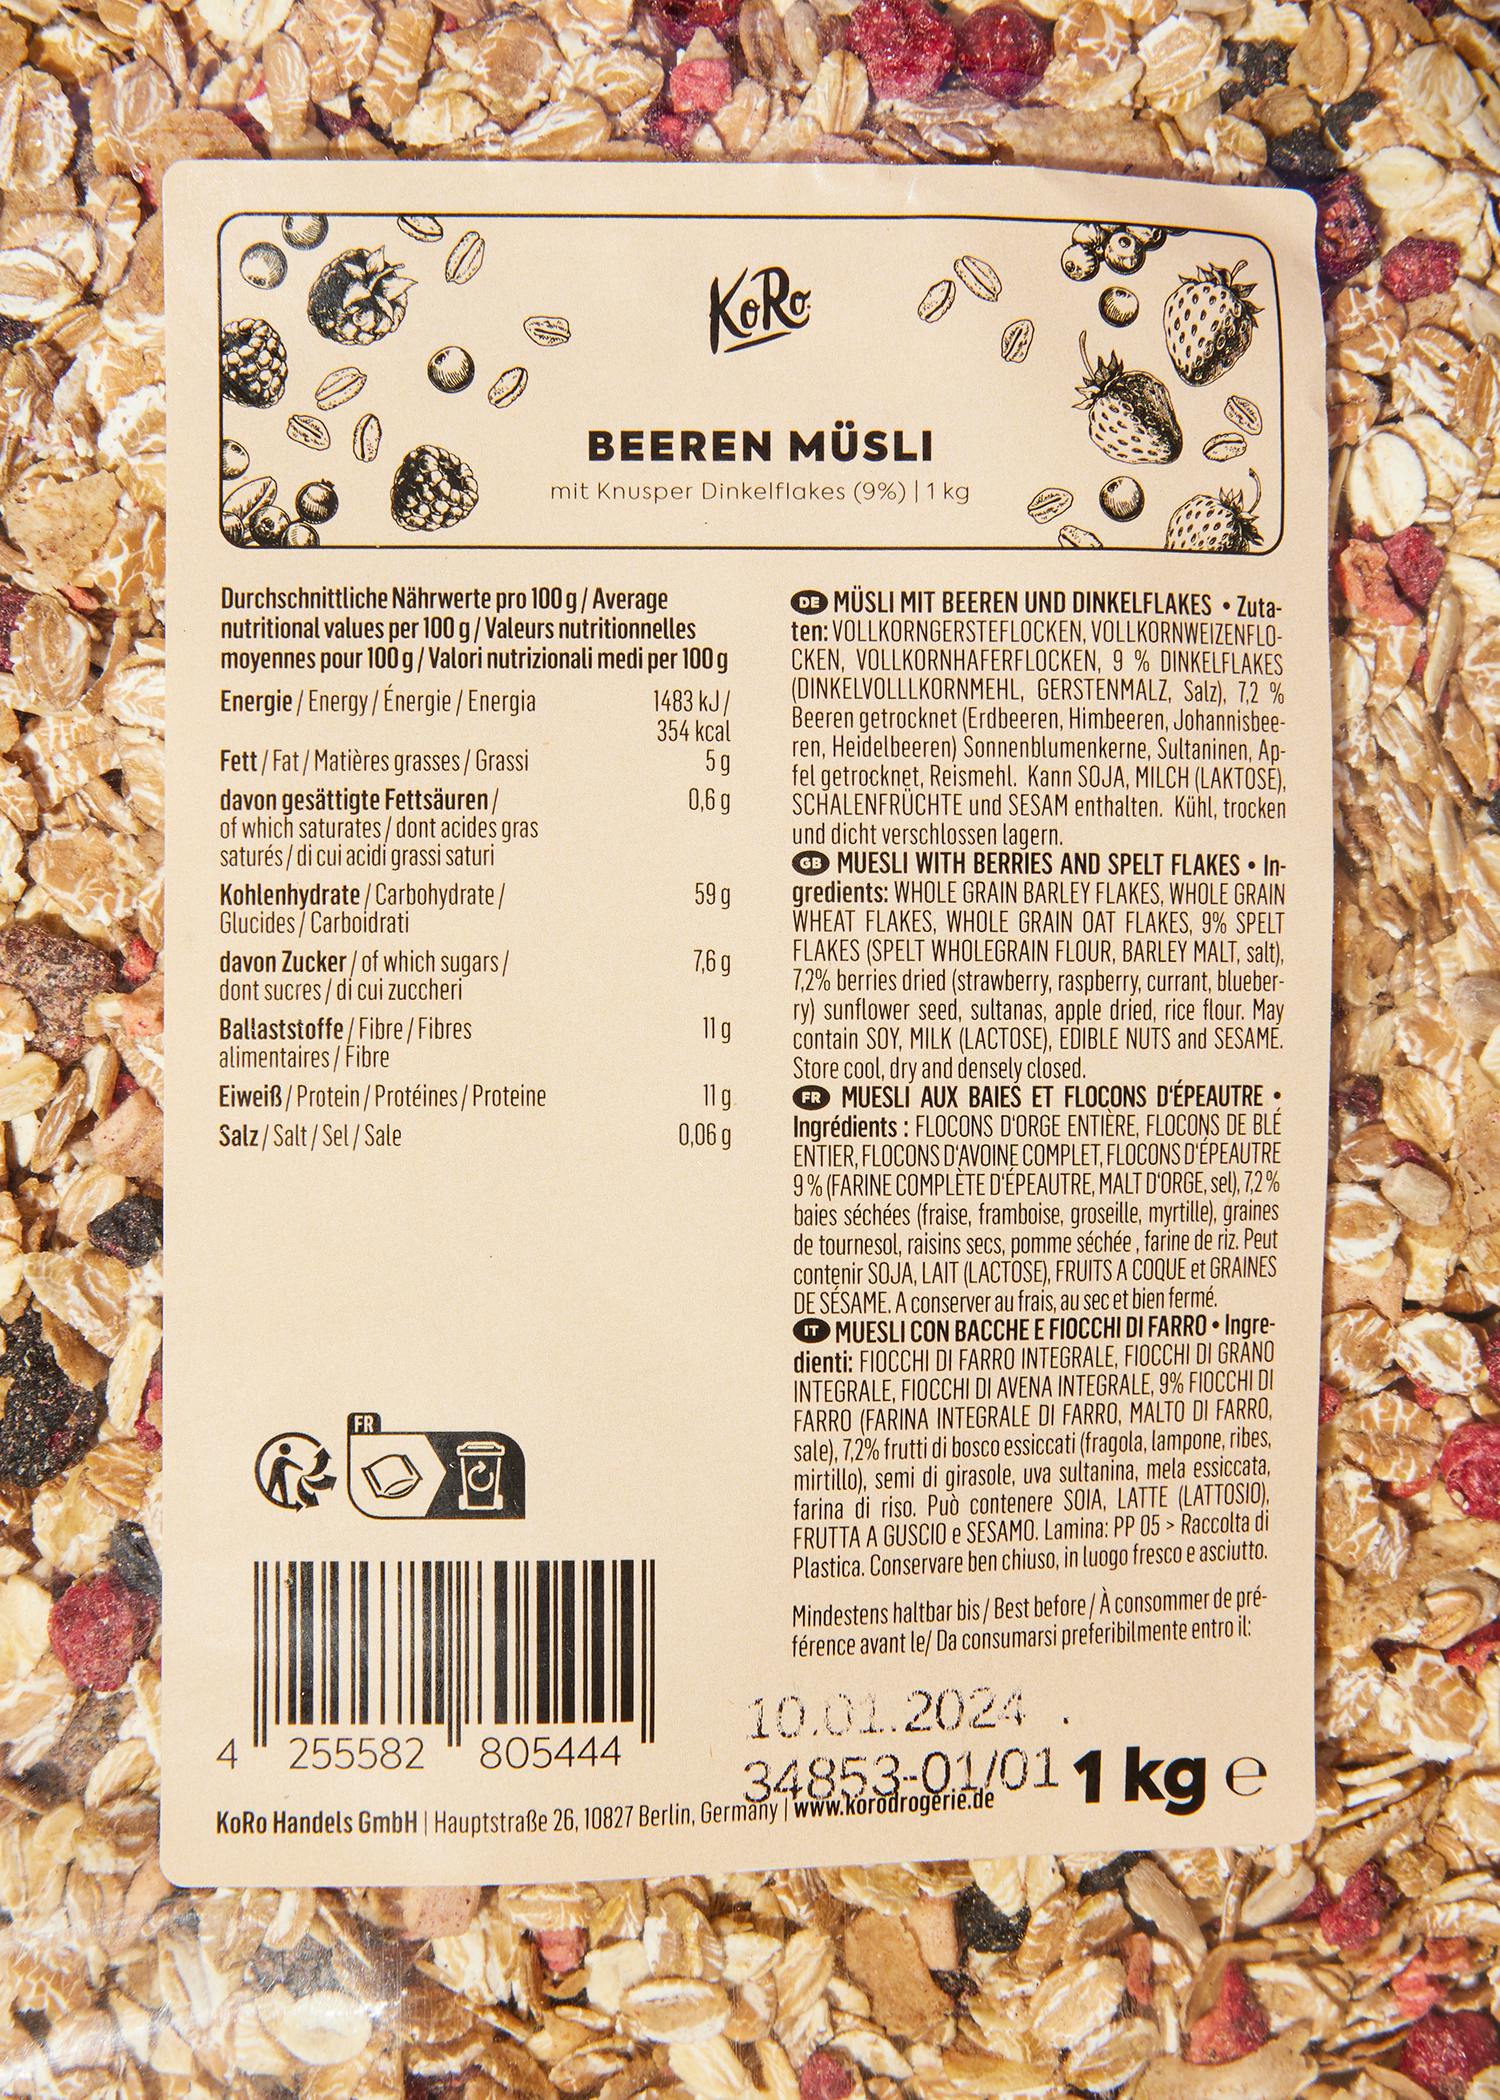 KoRo
BEEREN MÜSLI
mit Knusper Dinkelflakes (9%) | 1 kg
Durchschnittliche Nährwerte pro 100 g / Average
nutritional values per 100 g / Valeurs nutritionnelles
moyennes pour 100 g / Valori nutrizionali medi per 100 g
Energie / Energy / Énergie / Energia 1483 kJ /
354 kcal
Fett / Fat / Matières grasses / Grassi 5 g
davon gesättigte Fettsäuren / 0,6 g
of which saturates / dont acides gras
saturés / di cui acidi grassi saturi
Kohlenhydrate / Carbohydrate / 59 g
Glucides / Carboidrati
davon Zucker / of which sugars / 7,6 g
dont sucres / di cui zuccheri
Ballaststoffe / Fibre / Fibres 11 g
alimentaires / Fibre
Eiweiß / Protein / Protéines / Proteine 11 g
Salz / Salt / Sel / Sale 0,06 g
DE MÜSLI MIT BEEREN UND DINKELFLAKES • Zuta-
ten: VOLLKORNGERSTEFLOCKEN, VOLLKORNWEIZENFLO-
CKEN, VOLLKORNHAFERFLOCKEN, 9 % DINKELFLAKES
(DINKELVOLLLKORNMEHL, GERSTENMALZ, Salz), 7,2 %
Beeren getrocknet (Erdbeeren, Himbeeren, Johannisbee-
ren, Heidelbeeren) Sonnenblumenkerne, Sultaninen, Ap-
fel getrocknet, Reismehl. Kann SOJA, MILCH (LAKTOSE),
SCHALENFRÜCHTE und SESAM enthalten. Kühl, trocken
und dicht verschlossen lagern.
GB MUESLI WITH BERRIES AND SPELT FLAKES • In-
gredients: WHOLE GRAIN BARLEY FLAKES, WHOLE GRAIN
WHEAT FLAKES, WHOLE GRAIN OAT FLAKES, 9% SPELT
FLAKES (SPELT WHOLEGRAIN FLOUR, BARLEY MALT, salt),
7,2% berries dried (strawberry, raspberry, currant, blueber-
ry) sunflower seed, sultanas, apple dried, rice flour. May
contain SOY, MILK (LACTOSE), EDIBLE NUTS and SESAME.
Store cool, dry and densely closed.
FR MUESLI AUX BAIES ET FLOCONS D'ÉPEAUTRE •
Ingrédients : FLOCONS D'ORGE ENTIÈRE, FLOCONS DE BLÉ
ENTIER, FLOCONS D'AVOINE COMPLET, FLOCONS D'ÉPEAUTRE
9 % (FARINE COMPLÈTE D'ÉPEAUTRE, MALT D'ORGE, sel), 7,2 %
baies séchées (fraise, framboise, groseille, myrtille), graines
de tournesol, raisins secs, pomme séchée , farine de riz. Peut
contenir SOJA, LAIT (LACTOSE), FRUITS A COQUE et GRAINES
DE SÉSAME. A conserver au frais, au sec et bien fermé.
IT MUESLI CON BACCHE E FIOCCHI DI FARRO • Ingre-
dienti: FIOCCHI DI FARRO INTEGRALE, FIOCCHI DI GRANO
INTEGRALE, FIOCCHI DI AVENA INTEGRALE, 9% FIOCCHI DI
FARRO (FARINA INTEGRALE DI FARRO, MALTO DI FARRO,
sale), 7,2% frutti di bosco essiccati (fragola, lampone, ribes,
mirtillo), semi di girasole, uva sultanina, mela essiccata,
farina di riso. Può contenere SOIA, LATTE (LATTOSIO),
FRUTTA A GUSCIO e SESAMO. Lamina: PP 05 > Raccolta di
Plastica. Conservare ben chiuso, in luogo fresco e asciutto.
Mindestens haltbar bis / Best before / À consommer de pré-
férence avant le/ Da consumarsi preferibilmente entro il:
10.01.2024
34853-01/01
1 kg e
FR
4 255582 805444
KoRo Handels GmbH | Hauptstraße 26, 10827 Berlin, Germany | www.korodrogerie.de